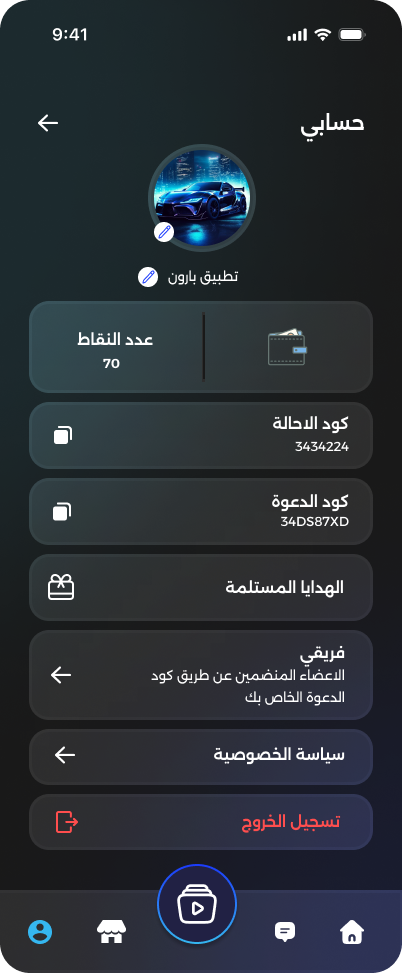 9:41
حسابي
تطبيق بارون
عدد النقاط
70
كود الاحالة
3434224
كود الدعوة
34DS87XD
الهدايا المستلمة
فريقي
الاعضاء المنضمين عن طريق كود
الدعوة الخاص بك
سياسة الخصوصية
تسجيل الخروج